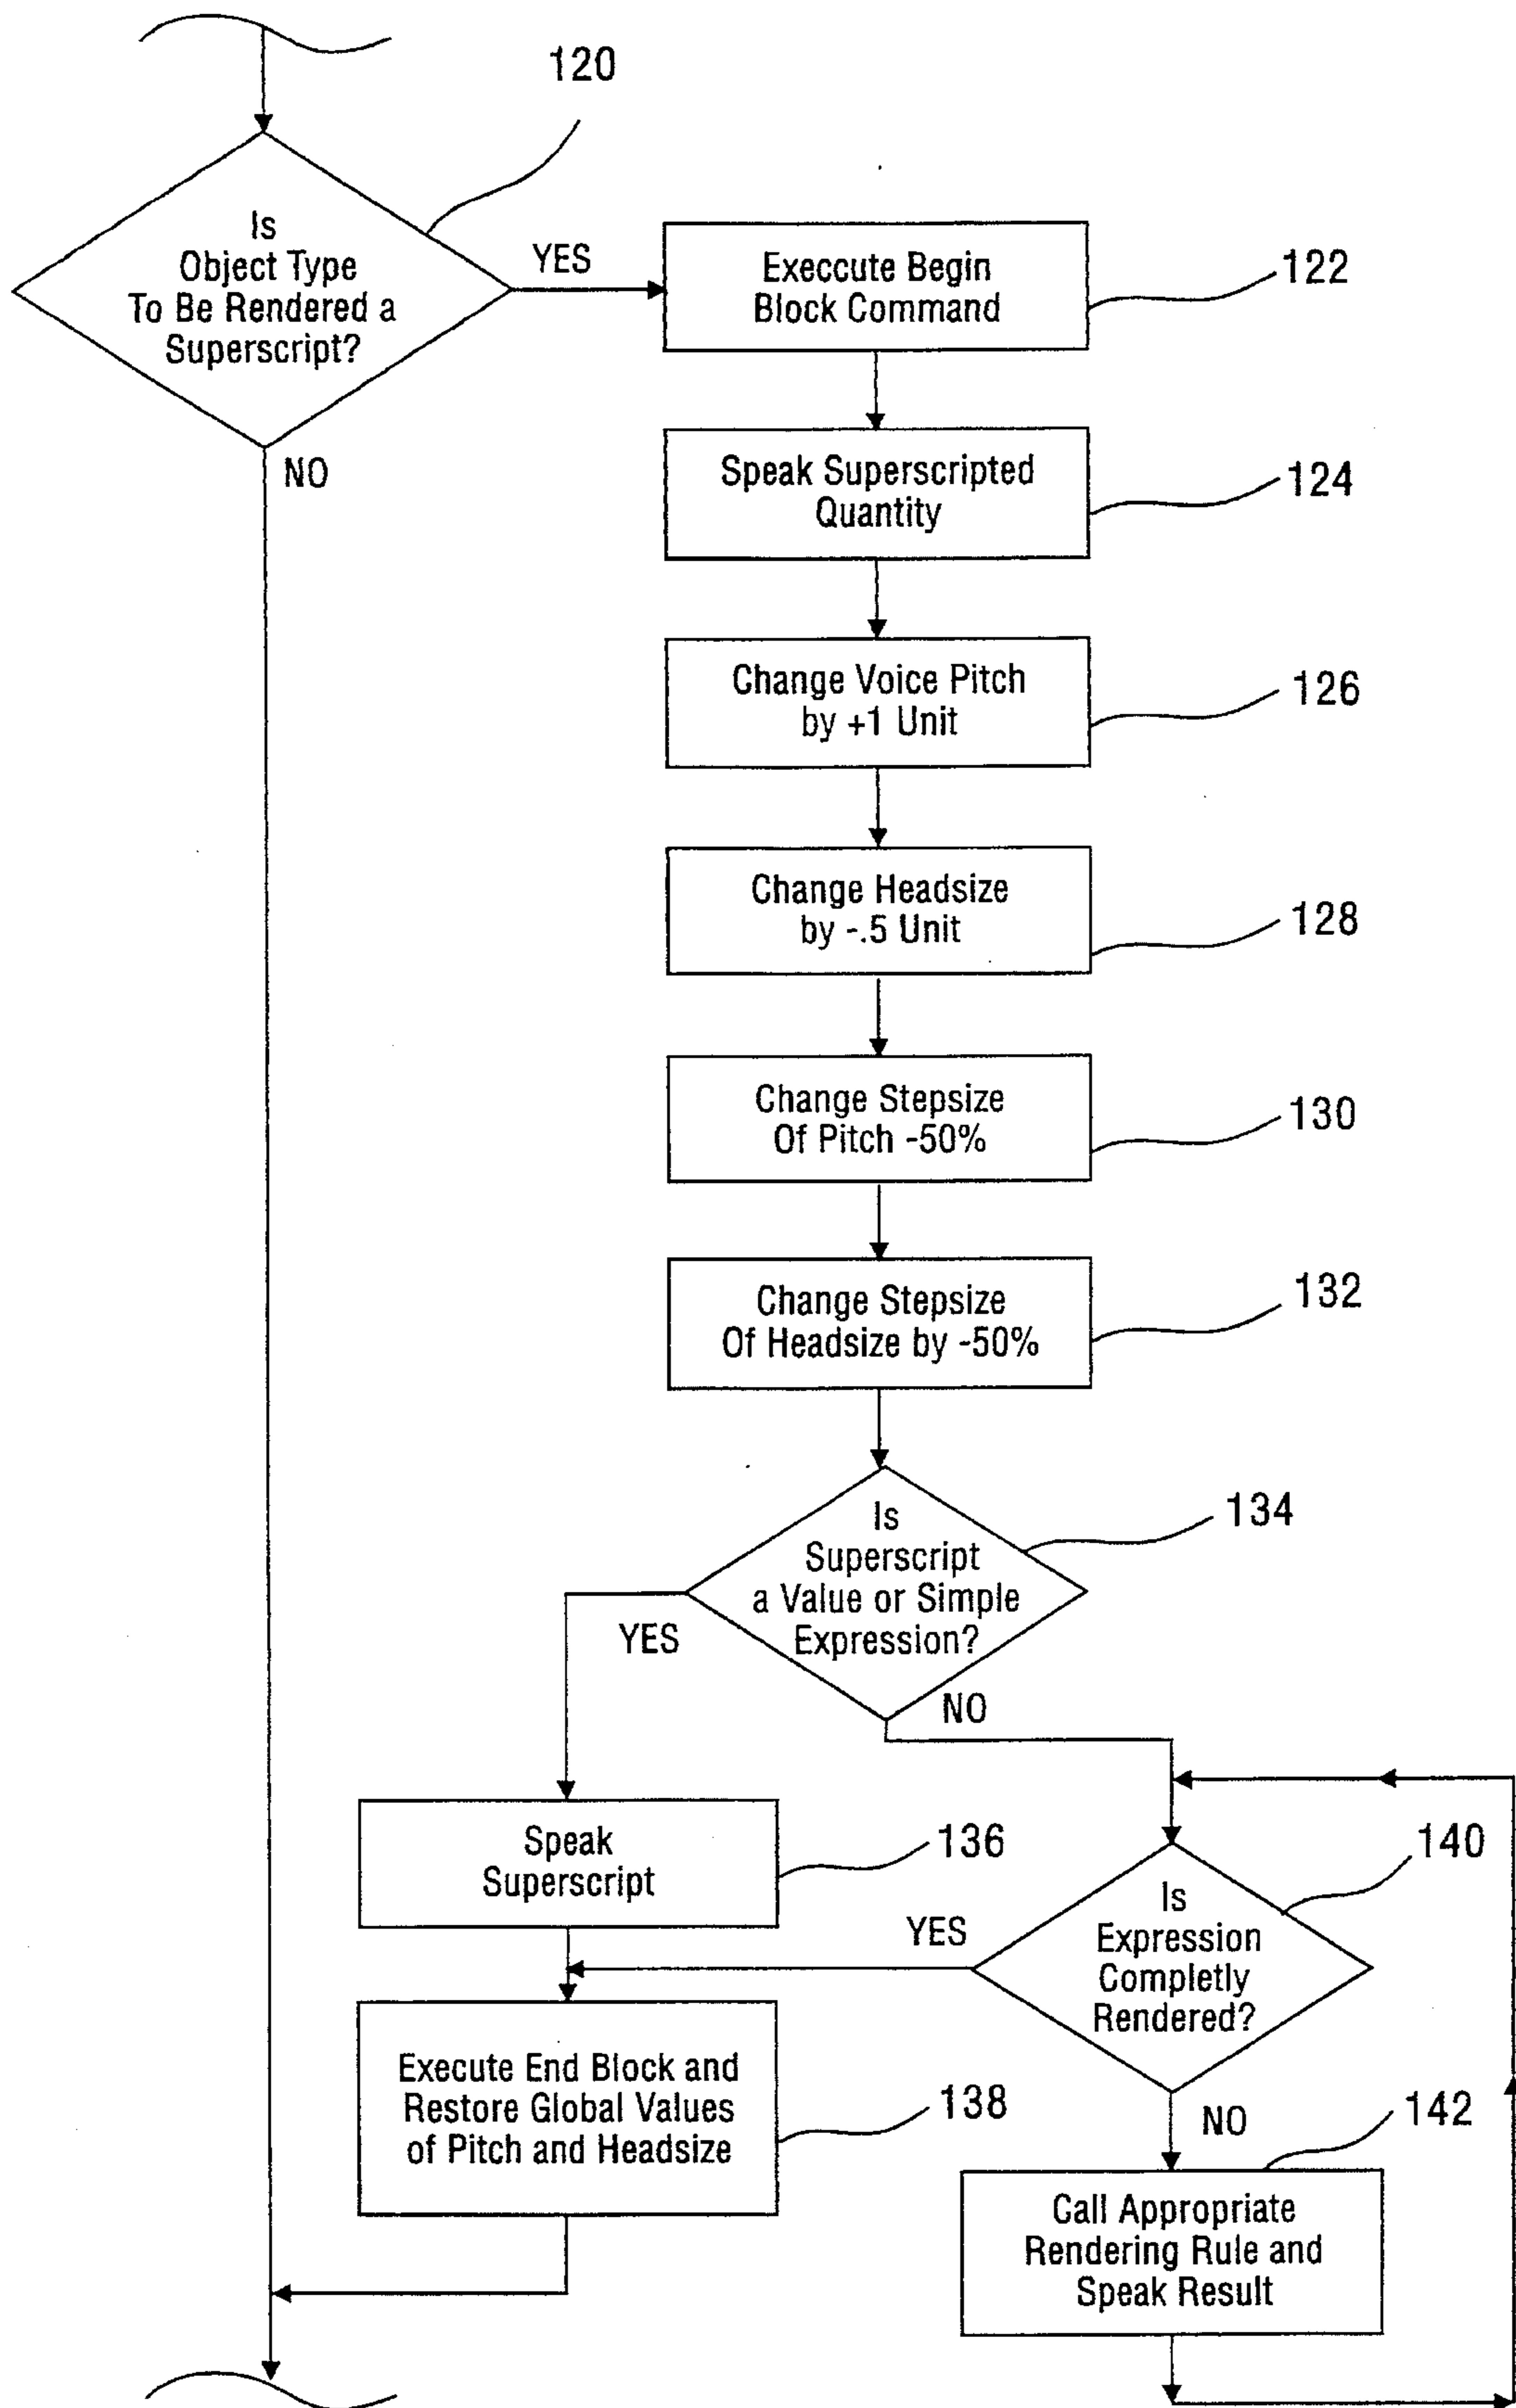 120
Is
Object Type
To Be Rendered a
Superscript?
YES
NO
Execcute Begin
Block Command
122
Speak Superscripted
Quantity
124
Change Voice Pitch
by +1 Unit
126
Change Headsize
by -.5 Unit
128
Change Stepsize
Of Pitch -50%
130
Change Stepsize
Of Headsize by -50%
132
Is
Superscript
a Value or Simple
Expression?
134
YES
NO
Speak
Superscript
136
Is
Expression
Completly
Rendered?
140
YES
NO
Execute End Block and
Restore Global Values
of Pitch and Headsize
138
Call Appropriate
Rendering Rule and
Speak Result
142